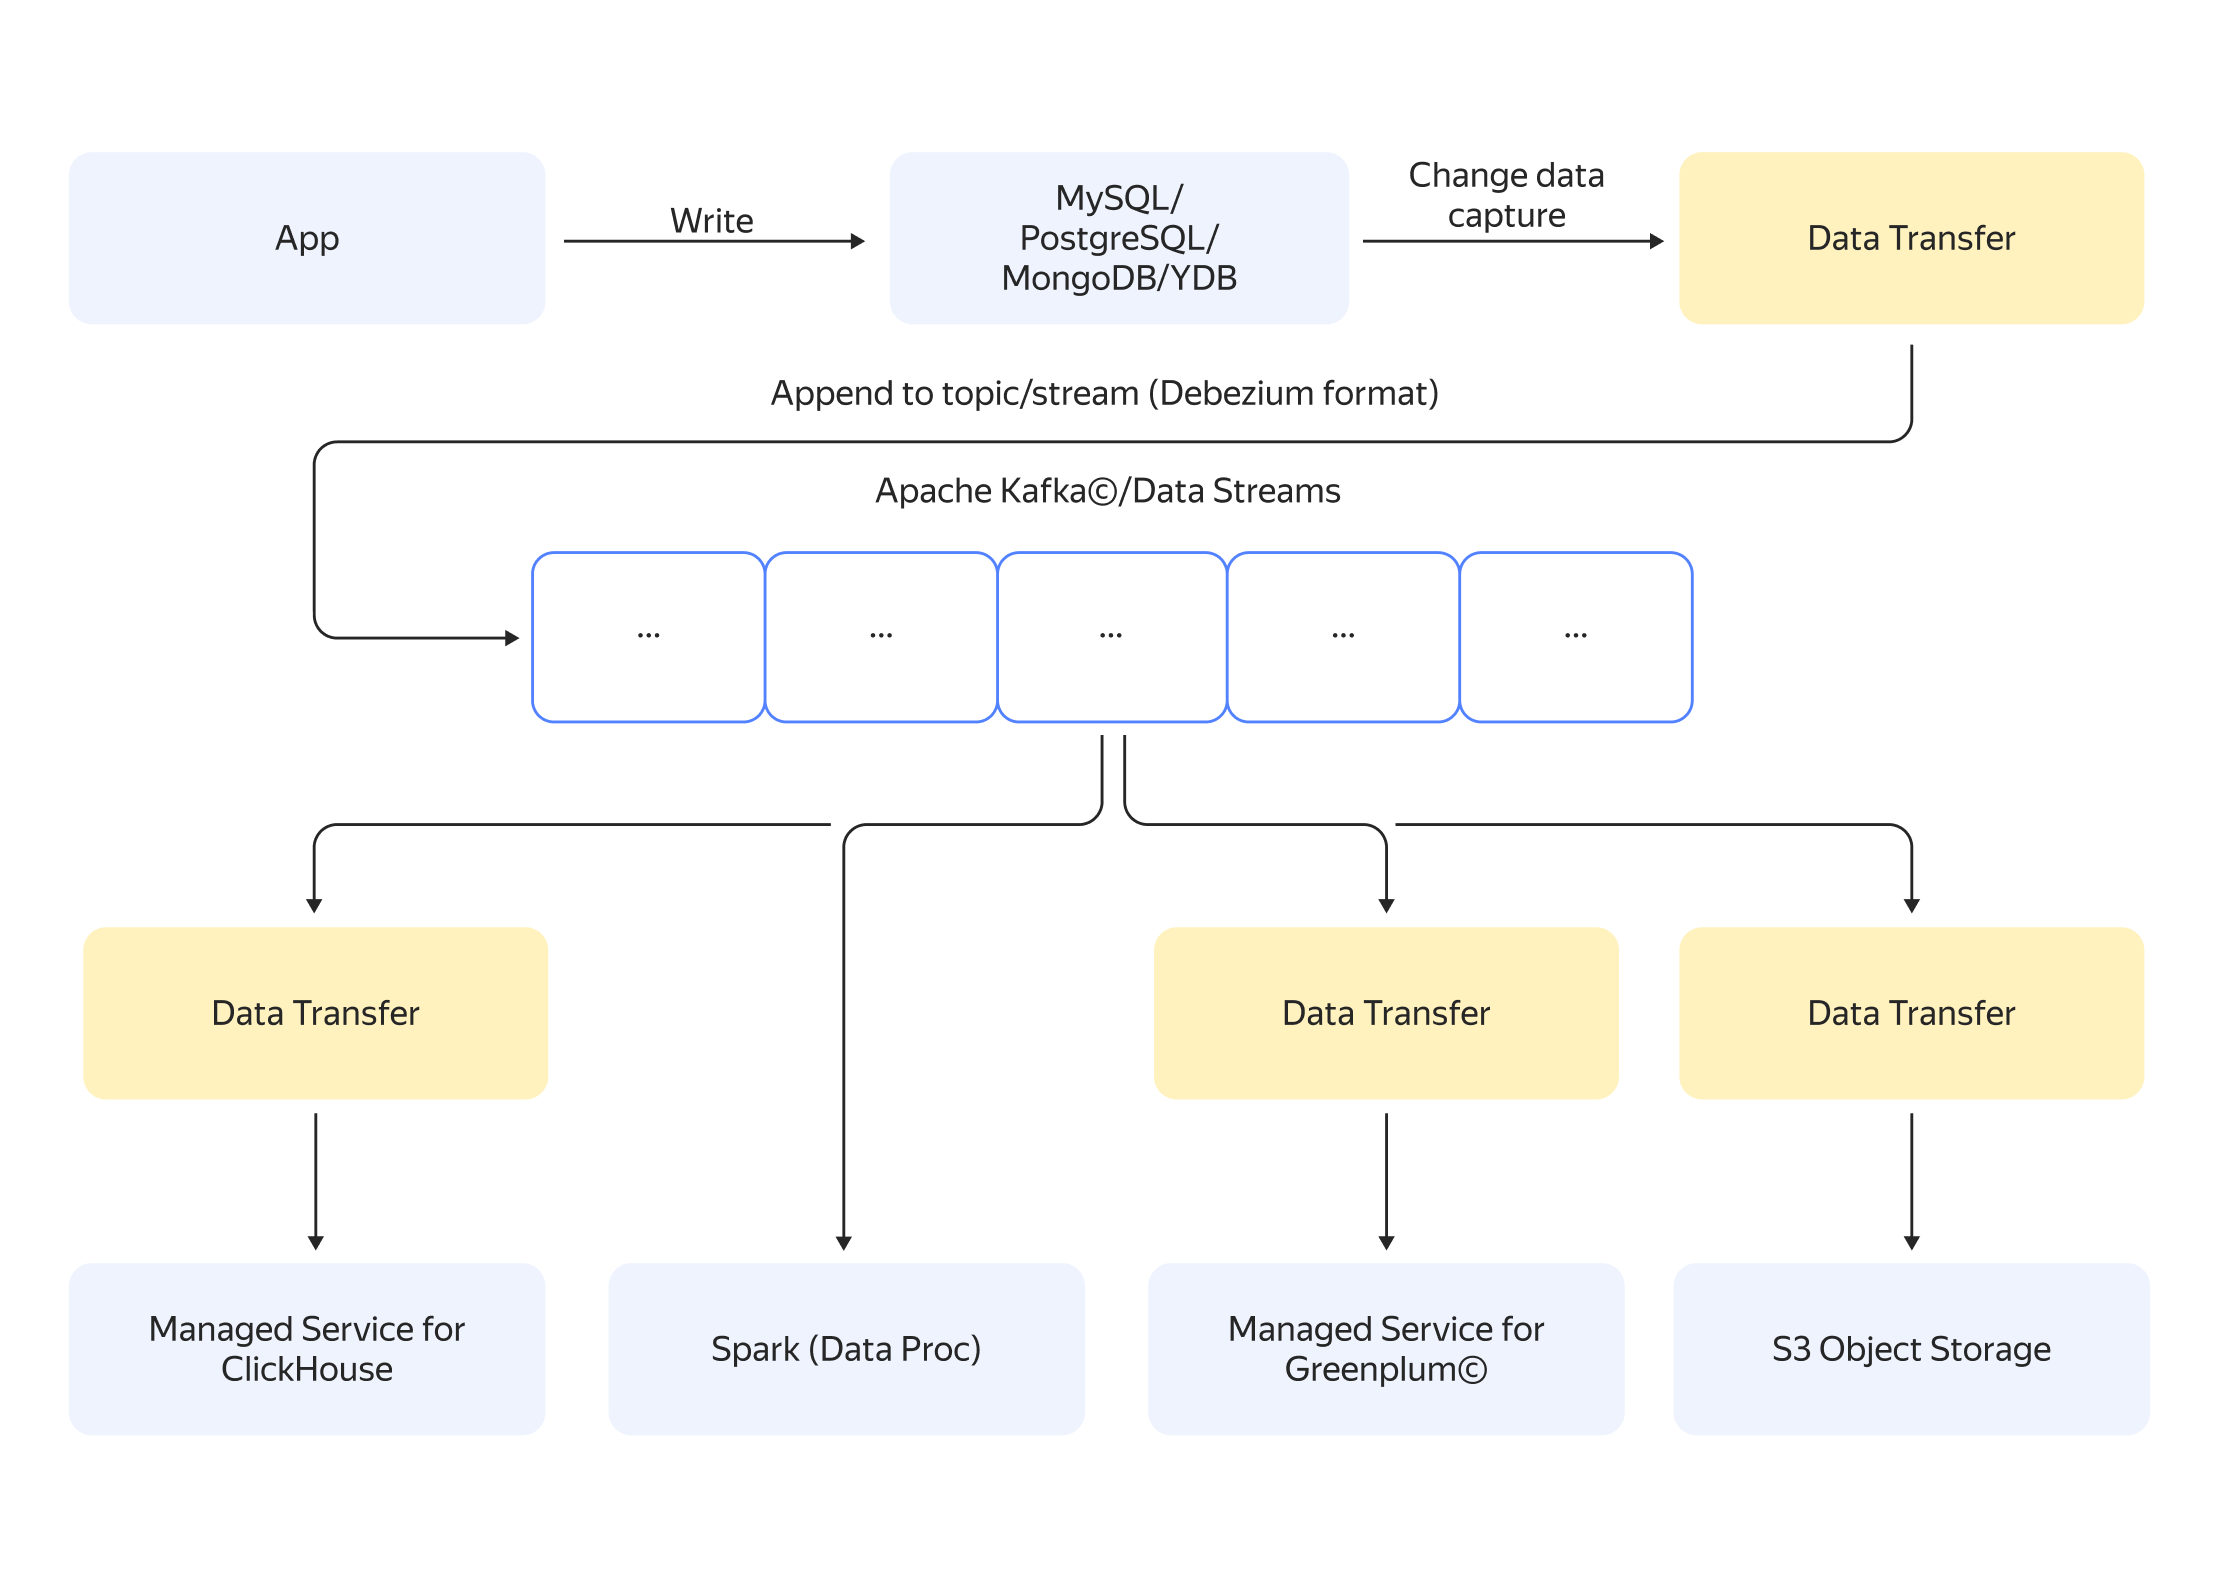 App
Write
MySQL/
PostgreSQL/
MongoDB/YDB
Change data
capture
Data Transfer
Append to topic/stream (Debezium format)
Apache Kafka©/Data Streams
...
...
...
...
...
Data Transfer
Data Transfer
Data Transfer
Managed Service for
ClickHouse
Spark (Data Proc)
Managed Service for
Greenplum©
S3 Object Storage